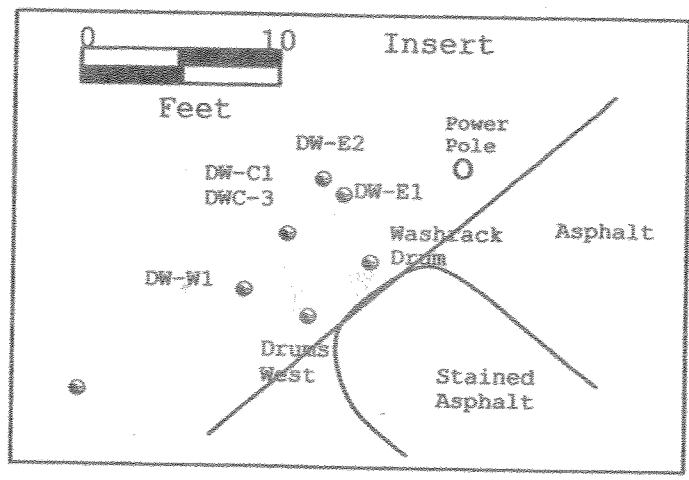 0 10
Insert
Feet
Power
Pole
DW-E2
DW-C1
DWC-3
DW-E1
Washrack
Drum
Asphalt
DW-W1
Drums
West
Stained
Asphalt